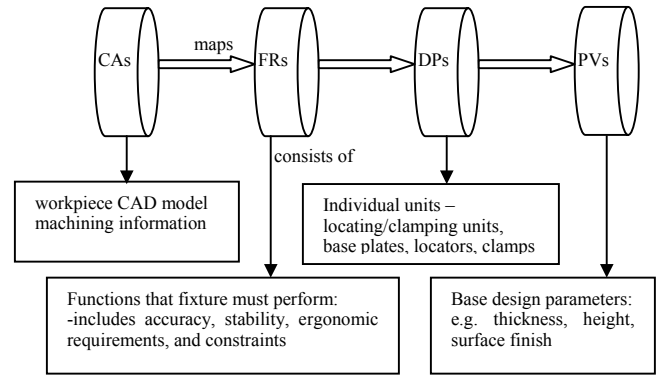 CAs
maps
FRs
DPs
PVs
consists of
workpiece CAD model
machining information
Individual units –
locating/clamping units,
base plates, locators, clamps
Functions that fixture must perform:
-includes accuracy, stability, ergonomic
requirements, and constraints
Base design parameters:
e.g. thickness, height,
surface finish